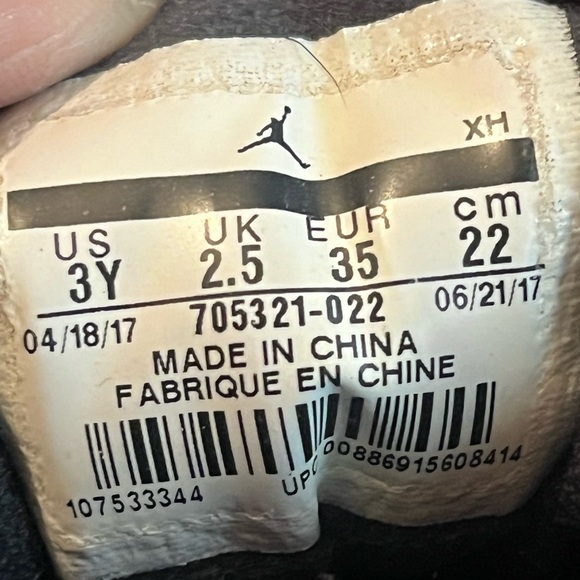 XH
US UK EUR cm
3Y 2.5 35 22
04/18/17 705321-022 06/21/17
MADE IN CHINA
FABRIQUE EN CHINE
107533344 UPC 00886915608414